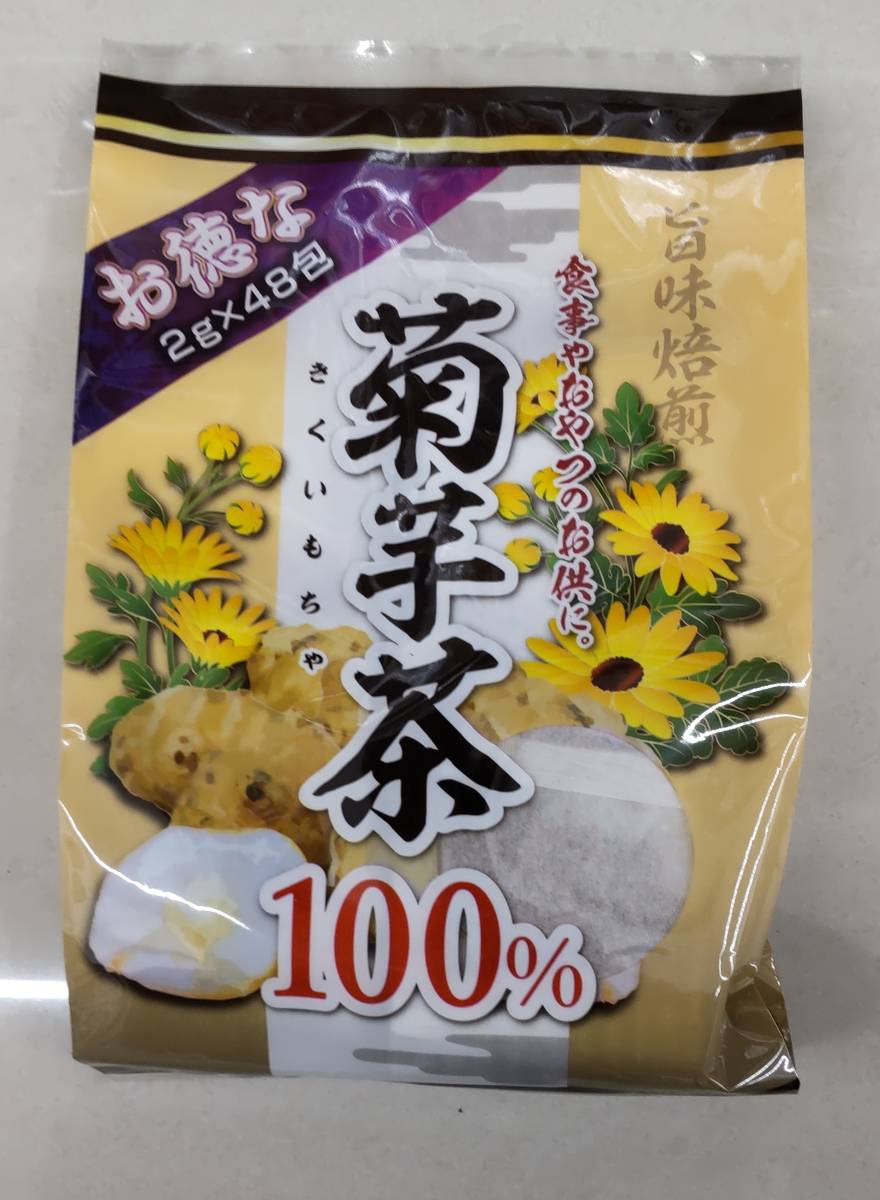 お徳な
2g×48包
旨味焙煎
食事やおやつのお供に。
菊芋茶
きくいもちゃ
100%